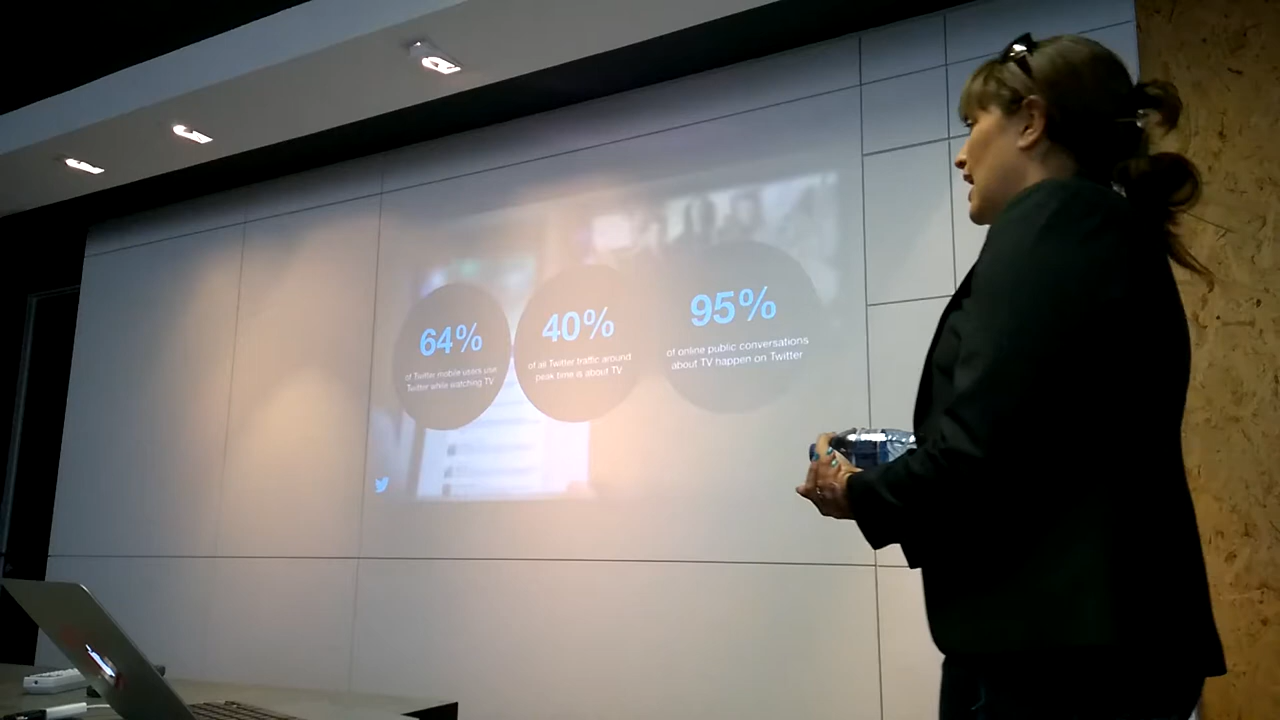 64%
of Twitter mobile users use
Twitter while watching TV
40%
of all Twitter traffic around
peak time is about TV
95%
of online public conversations
about TV happen on Twitter